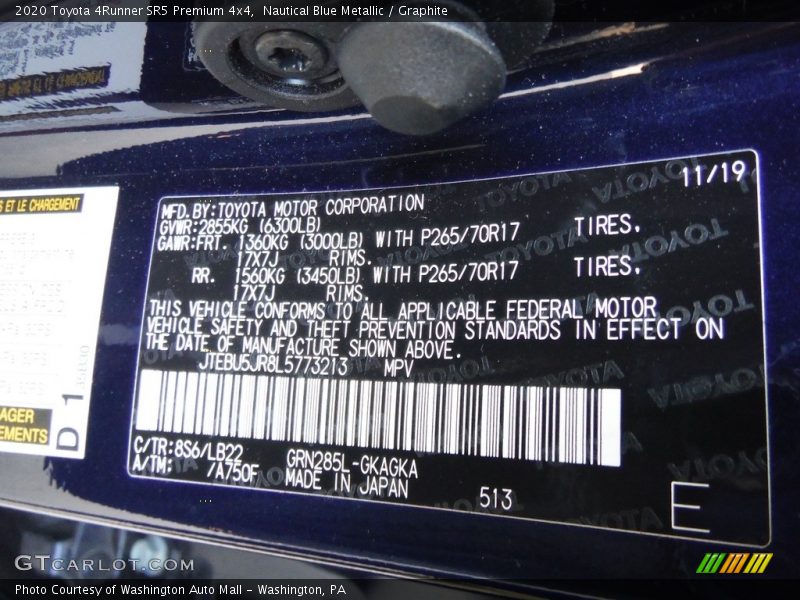 2020 Toyota 4Runner SR5 Premium 4x4, Nautical Blue Metallic / Graphite
11/19
MFD.BY:TOYOTA MOTOR CORPORATION
GVWR:2855KG (6300LB)
GAWR:FRT. 1360KG (3000LB) WITH P265/70R17 TIRES.
17X7J RIMS.
RR. 1560KG (3450LB) WITH P265/70R17 TIRES.
17X7J RIMS.
THIS VEHICLE CONFORMS TO ALL APPLICABLE FEDERAL MOTOR
VEHICLE SAFETY AND THEFT PREVENTION STANDARDS IN EFFECT ON
THE DATE OF MANUFACTURE SHOWN ABOVE.
JTEBU5JR8L5773213 MPV
C/TR:8S6/LB22 GRN285L-GKAGKA
A/TM: /A750F MADE IN JAPAN
513
E
ET LE CHARGEMENT
D 1
GTCARLOT.COM
Photo Courtesy of Washington Auto Mall - Washington, PA